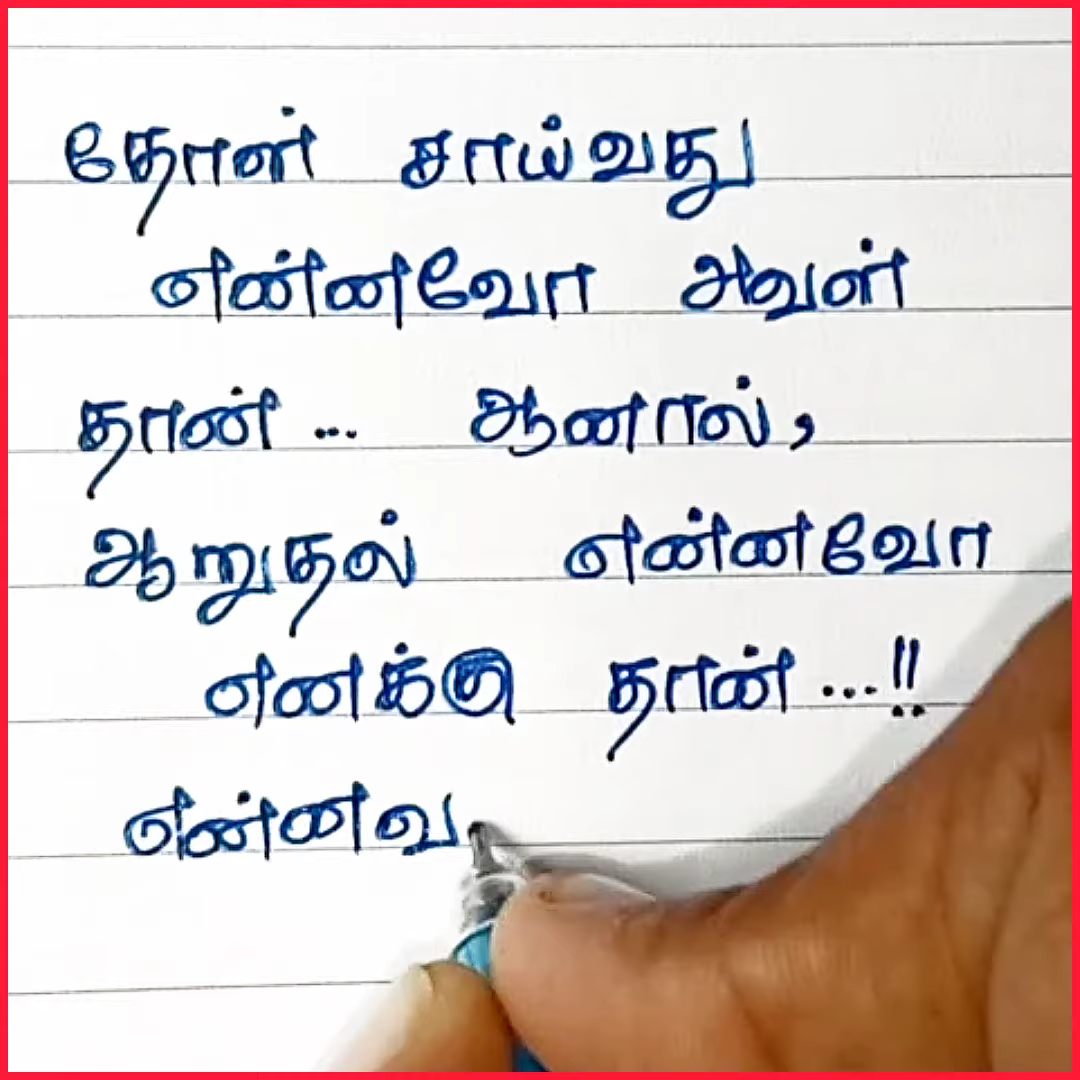 தோள் சாய்வது
என்னவோ அவள்
தான்... ஆனால்,
ஆறுதல் என்னவோ
எனக்கு தான்...!!
என்னவ